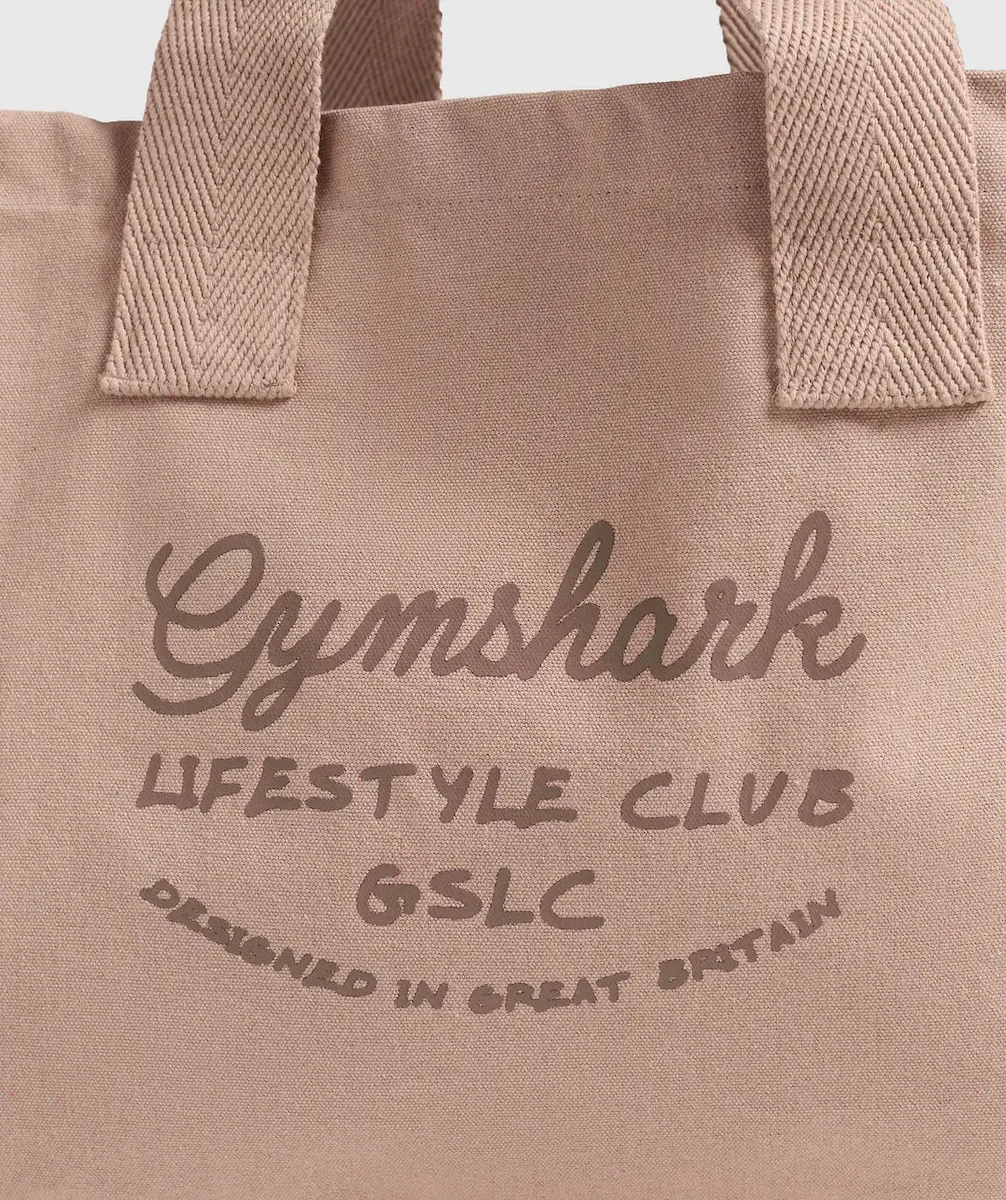 Gymshark
LIFESTYLE CLUB
GSLC
DESIGNED IN GREAT BRITAIN